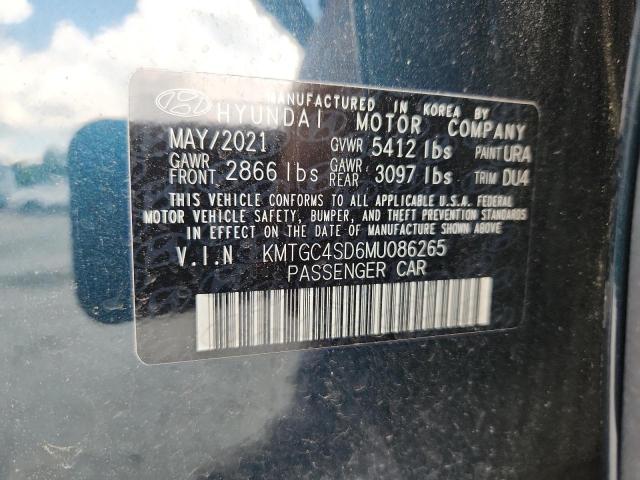 MANUFACTURED IN KOREA BY
HYUNDAI MOTOR COMPANY
MAY/2021 GVWR 5412 lbs PAINT URA
GAWR FRONT 2866 lbs GAWR REAR 3097 lbs TRIM DU4
THIS VEHICLE CONFORMS TO ALL APPLICABLE U.S.A. FEDERAL
MOTOR VEHICLE SAFETY, BUMPER, AND THEFT PREVENTION STANDARDS
IN EFFECT ON THE DATE OF MANUFACTURE SHOWN ABOVE.
V.I.N KMTGC4SD6MU086265
PASSENGER CAR